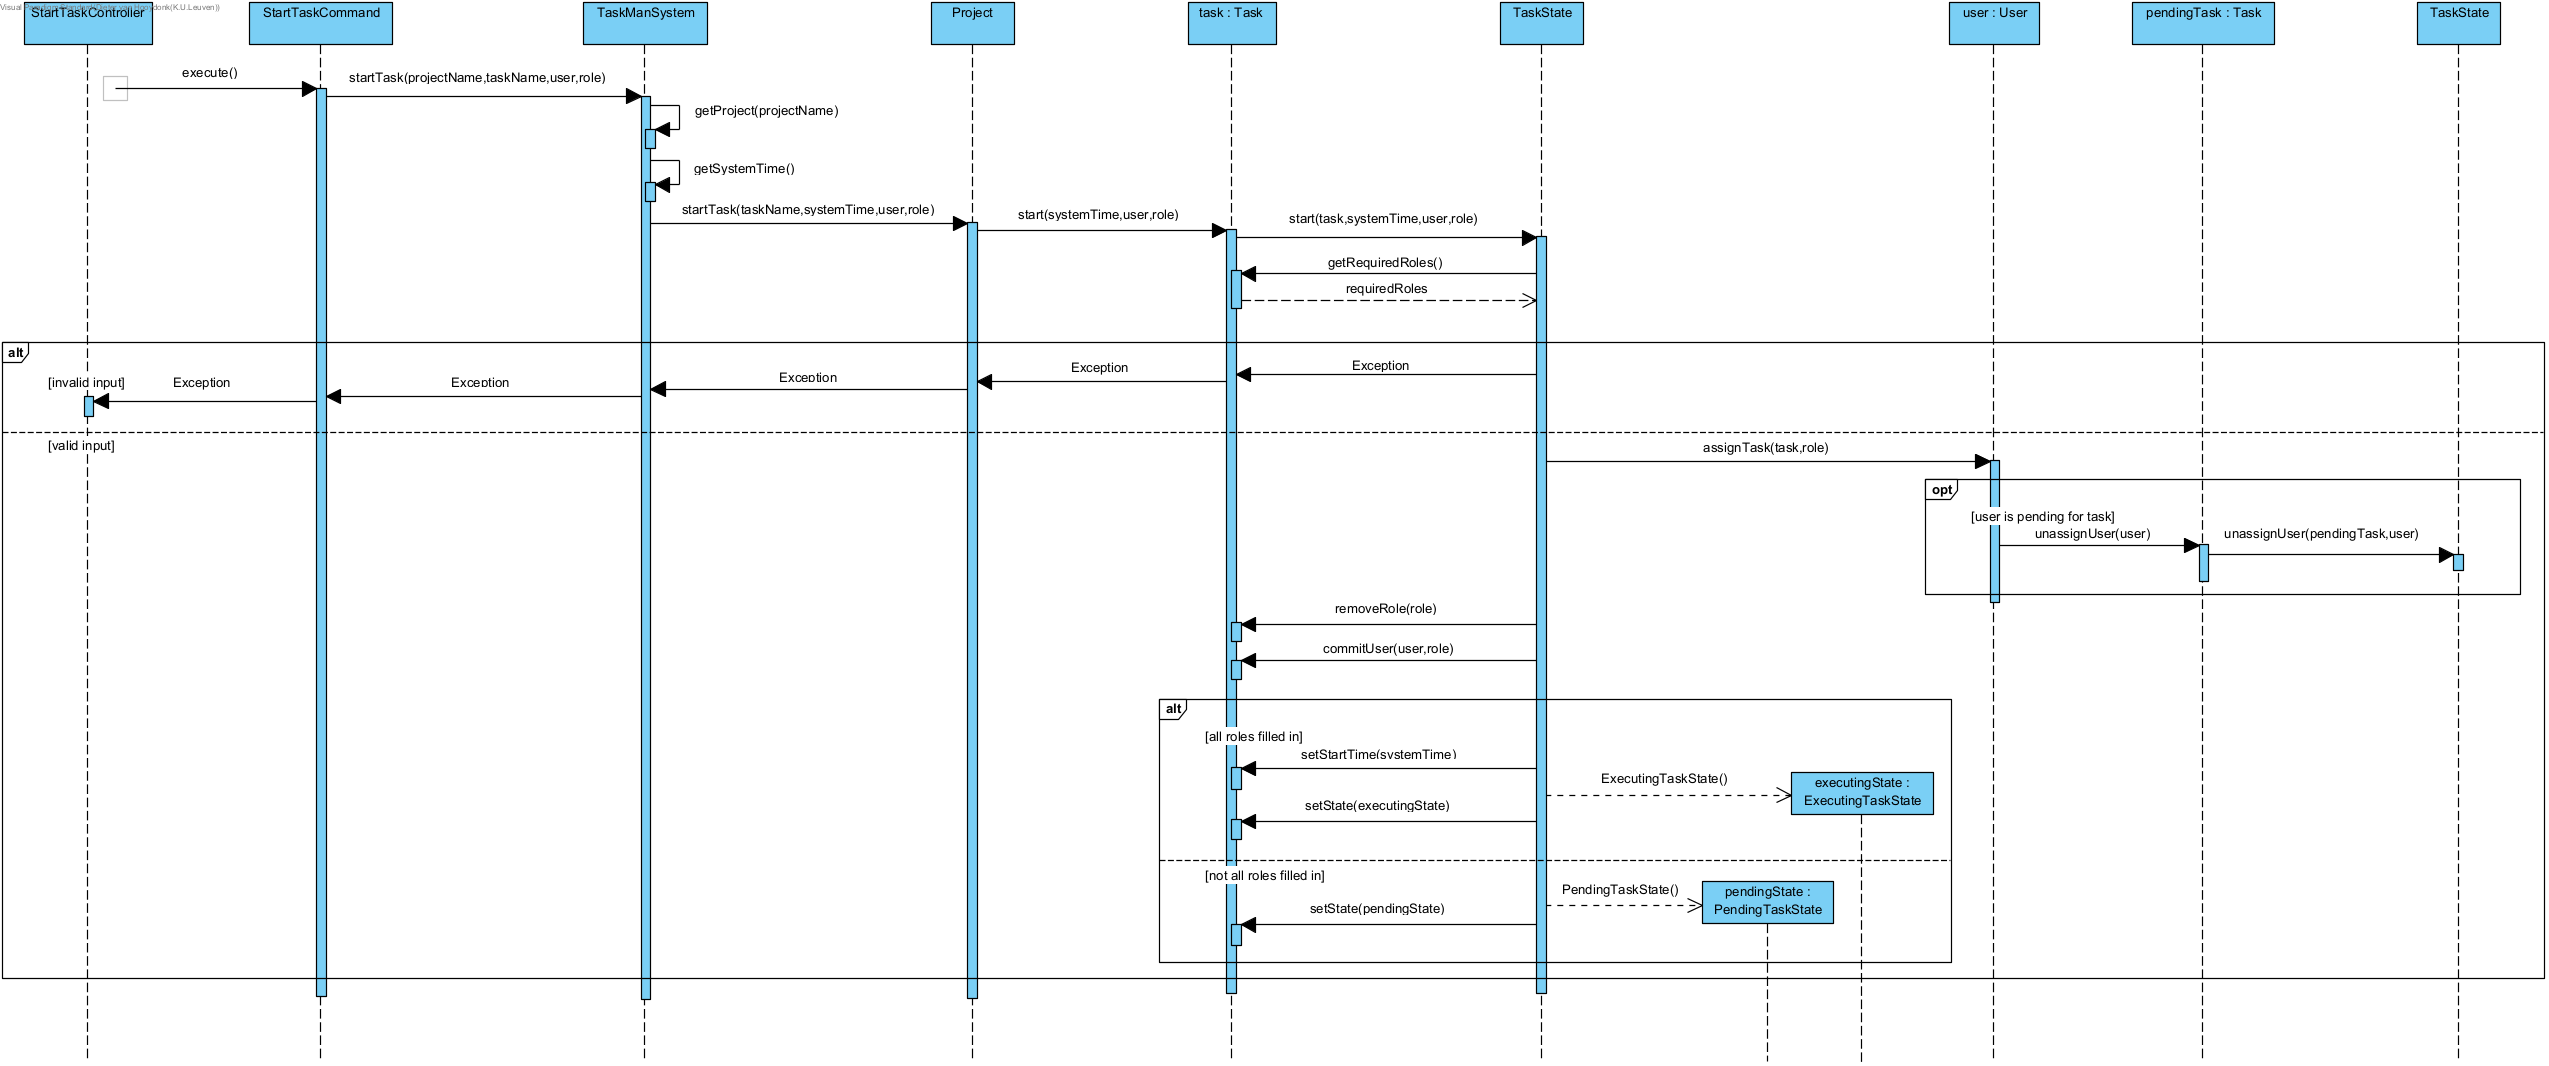 Visual Paradigm Standard(
(K.U.Leuven))
StartTaskController
StartTaskCommand
TaskManSystem
Project
task : Task
TaskState
user : User
pendingTask : Task
TaskState
execute()
startTask(projectName,taskName,user,role)
getProject(projectName)
getSystemTime()
startTask(taskName,systemTime,user,role)
start(systemTime,user,role)
start(task,systemTime,user,role)
getRequiredRoles()
requiredRoles
alt
[invalid input]
Exception
Exception
Exception
Exception
Exception
[valid input]
assignTask(task,role)
opt
[user is pending for task]
unassignUser(user)
unassignUser(pendingTask,user)
removeRole(role)
commitUser(user,role)
alt
[all roles filled in]
setStartTime(systemTime)
ExecutingTaskState()
executingState :
ExecutingTaskState
setState(executingState)
[not all roles filled in]
PendingTaskState()
pendingState :
PendingTaskState
setState(pendingState)